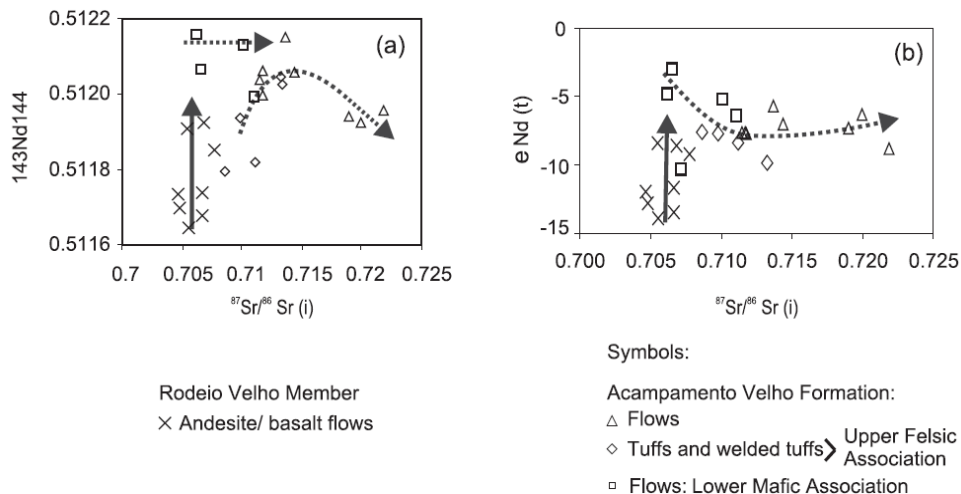 0.5122
0.5120
0.5118
0.5116
143Nd144
(a)
0.7 0.705 0.71 0.715 0.72 0.725
87Sr/86 Sr (i)
0
-5
-10
-15
e Nd (t)
(b)
0.700 0.705 0.710 0.715 0.720 0.725
87Sr/86 Sr (i)
Rodeio Velho Member
Andesite/ basalt flows
Symbols:
Acampamento Velho Formation:
Flows
Tuffs and welded tuffs
Upper Felsic
Association
Flows: Lower Mafic Association